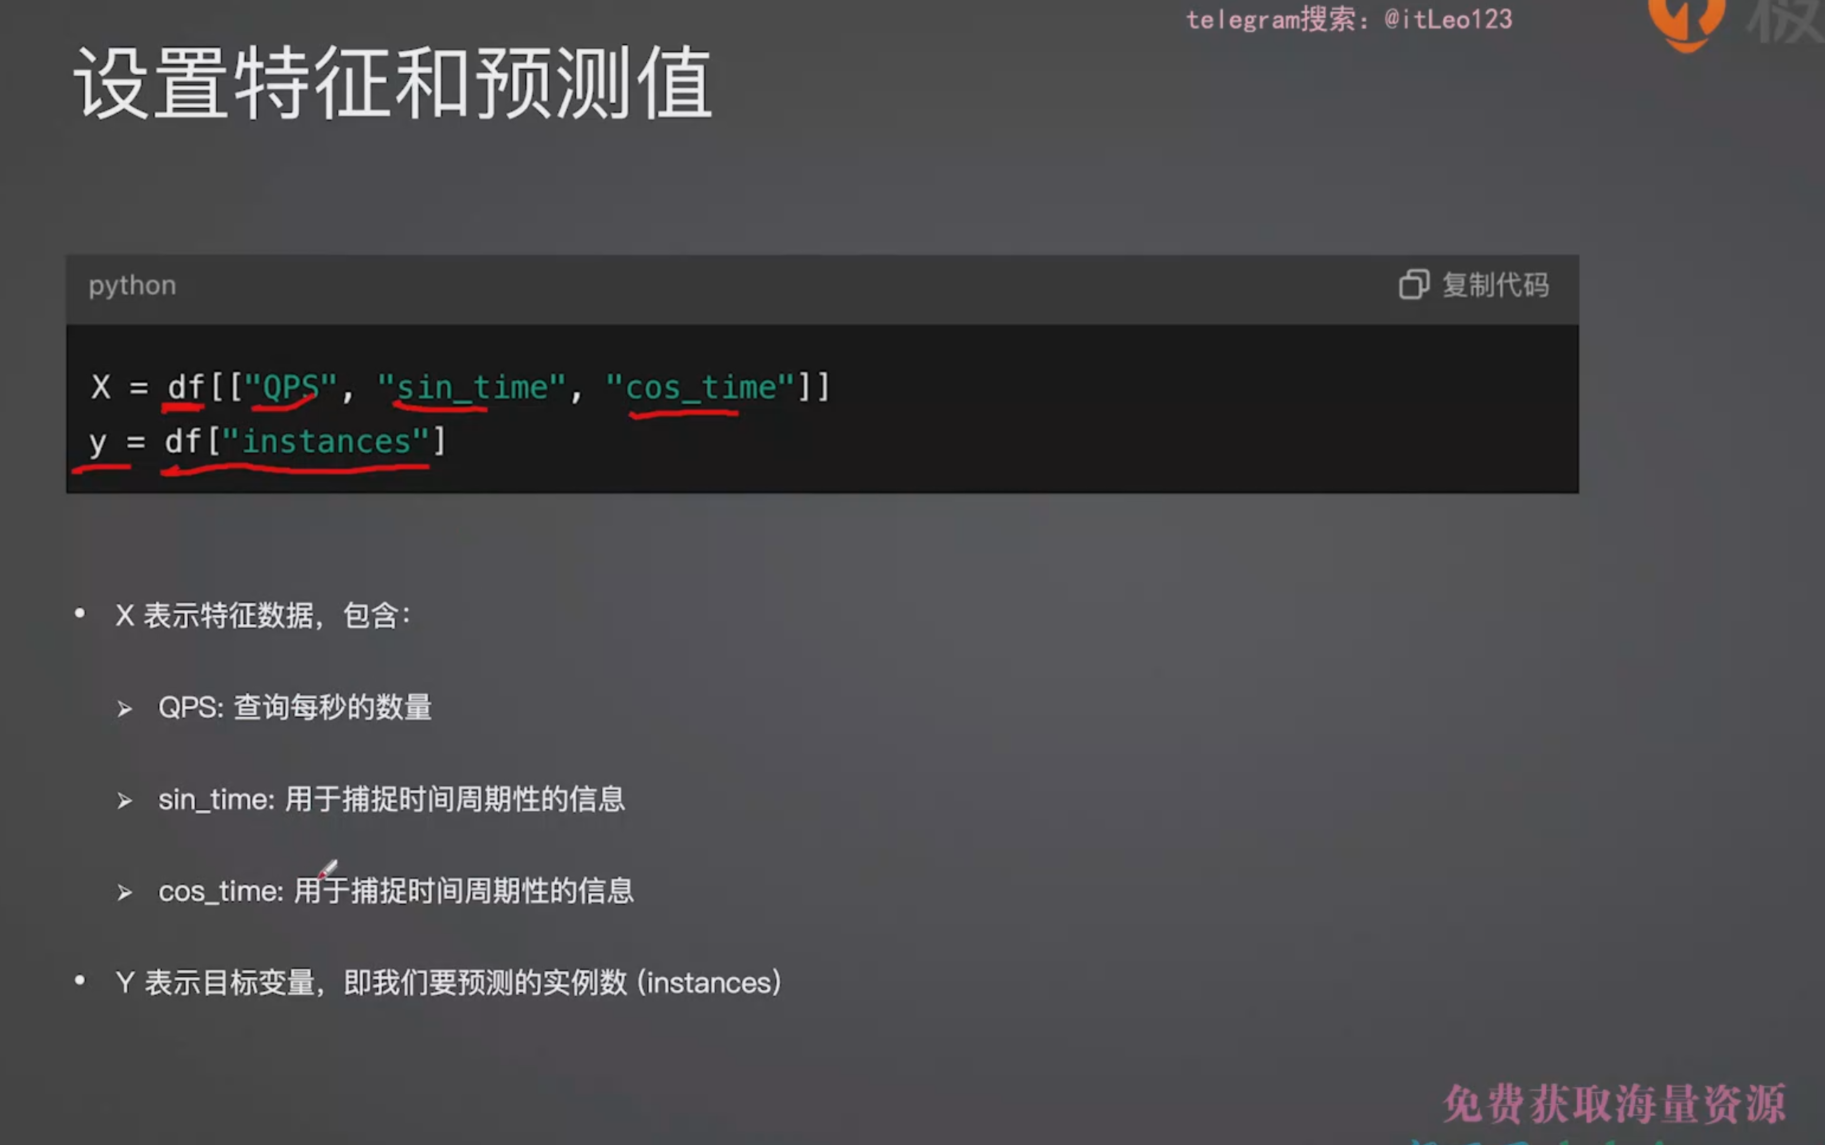 telegram搜索：@itLeo123
极
设置特征和预测值
python
复制代码
X = df[["QPS", "sin_time", "cos_time"]]
y = df["instances"]
• X 表示特征数据，包含：
➢ QPS: 查询每秒的数量
➢ sin_time: 用于捕捉时间周期性的信息
➢ cos_time: 用于捕捉时间周期性的信息
• Y 表示目标变量，即我们要预测的实例数 (instances)
免费获取海量资源